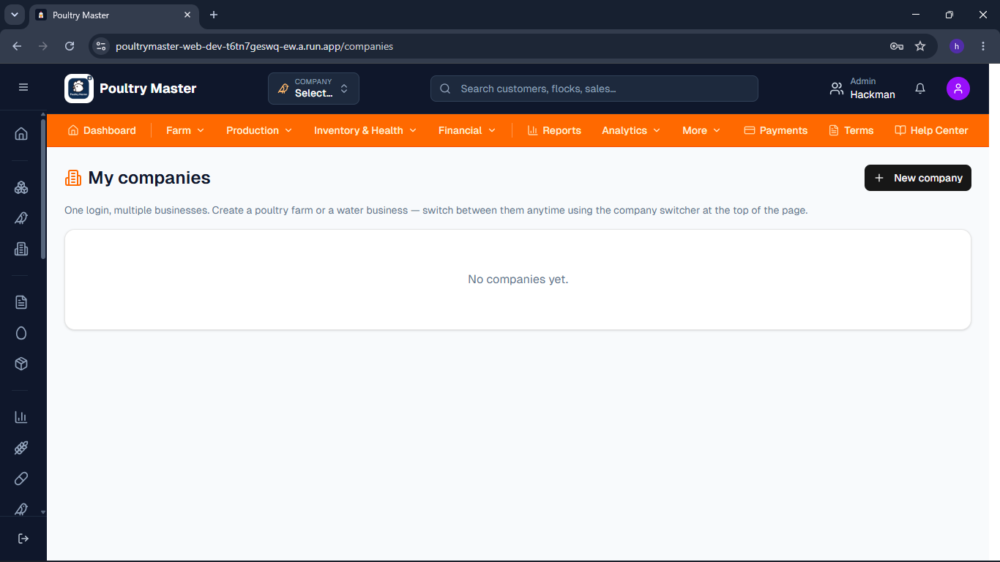 Poultry Master
poultrymaster-web-dev-t6tn7geswq-ew.a.run.app/companies
h
Poultry Master
COMPANY
Select...
Search customers, flocks, sales...
Admin
Hackman
Dashboard
Farm
Production
Inventory & Health
Financial
Reports
Analytics
More
Payments
Terms
Help Center
My companies
New company
One login, multiple businesses. Create a poultry farm or a water business — switch between them anytime using the company switcher at the top of the page.
No companies yet.